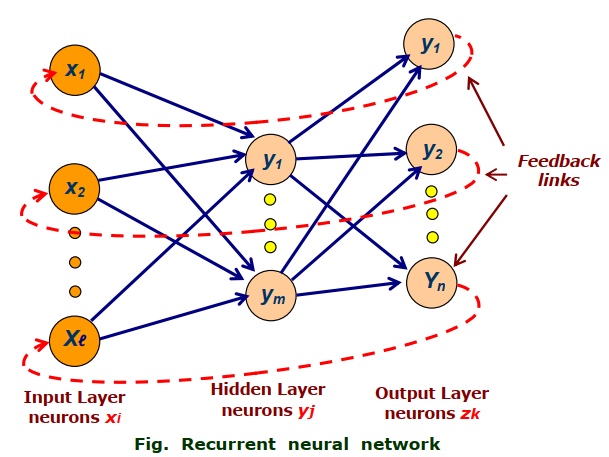 y1
x1
y2
y1
Feedback
links
x2
Yn
ym
Xℓ
Input Layer
neurons xi
Hidden Layer
neurons yj
Output Layer
neurons zk
Fig. Recurrent neural network